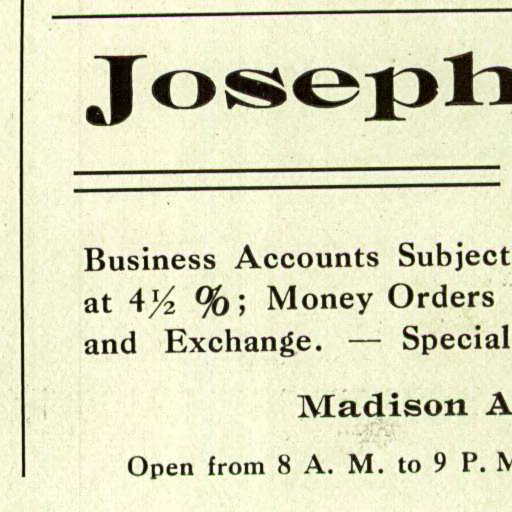 Joseph
Business Accounts Subject
at 4½ %; Money Orders
and Exchange. — Special
Madison A
Open from 8 A. M. to 9 P. M